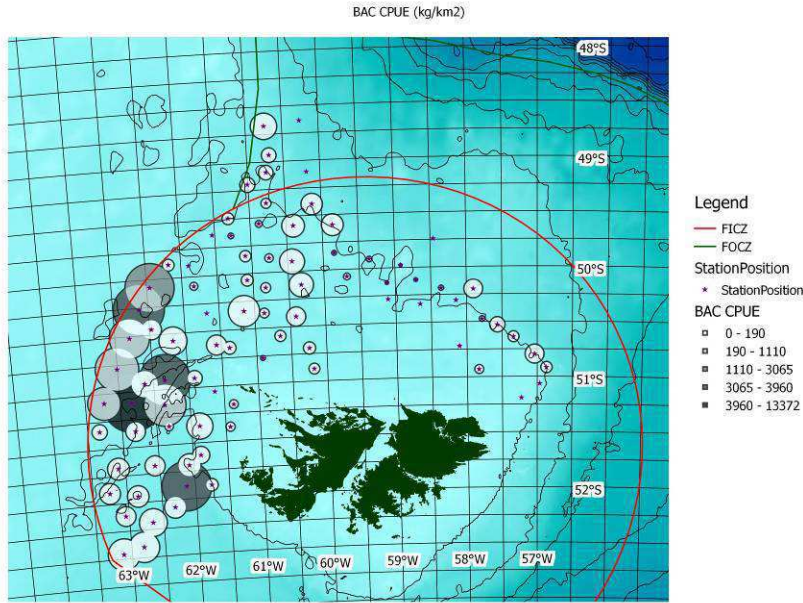 BAC CPUE (kg/km2)
48°S
49°S
50°S
51°S
52°S
63°W
62°W
61°W
60°W
59°W
58°W
57°W
Legend
FICZ
FOCZ
StationPosition
StationPosition
BAC CPUE
0 - 190
190 - 1110
1110 - 3065
3065 - 3960
3960 - 13372